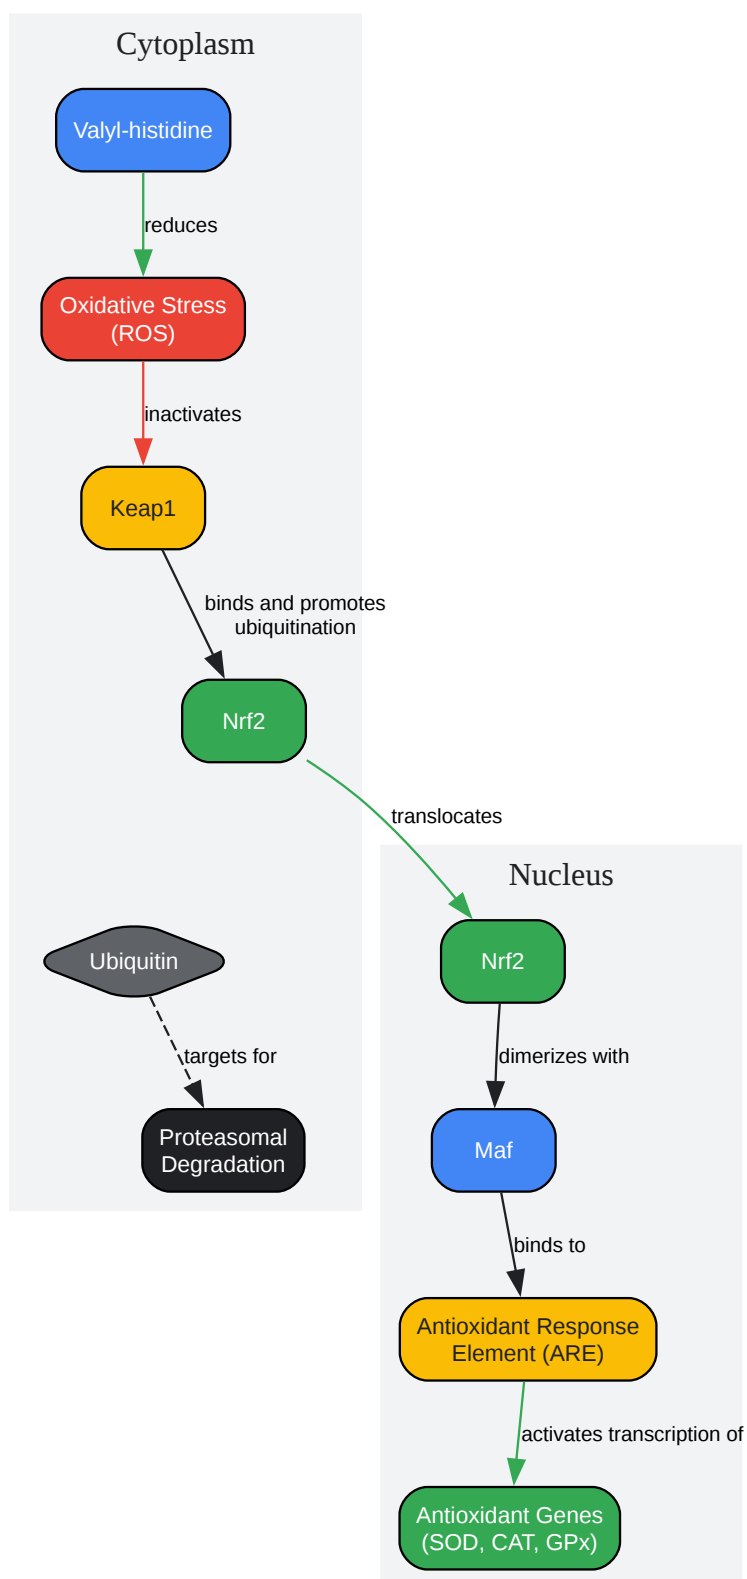 Cytoplasm
Valyl-histidine
reduces
Oxidative Stress
(ROS)
inactivates
Keap1
binds and promotes
ubiquitination
Nrf2
translocates
Nucleus
Ubiquitin
Nrf2
targets for
dimerizes with
Proteasomal
Degradation
Maf
binds to
Antioxidant Response
Element (ARE)
activates transcription of
Antioxidant Genes
(SOD, CAT, GPx)